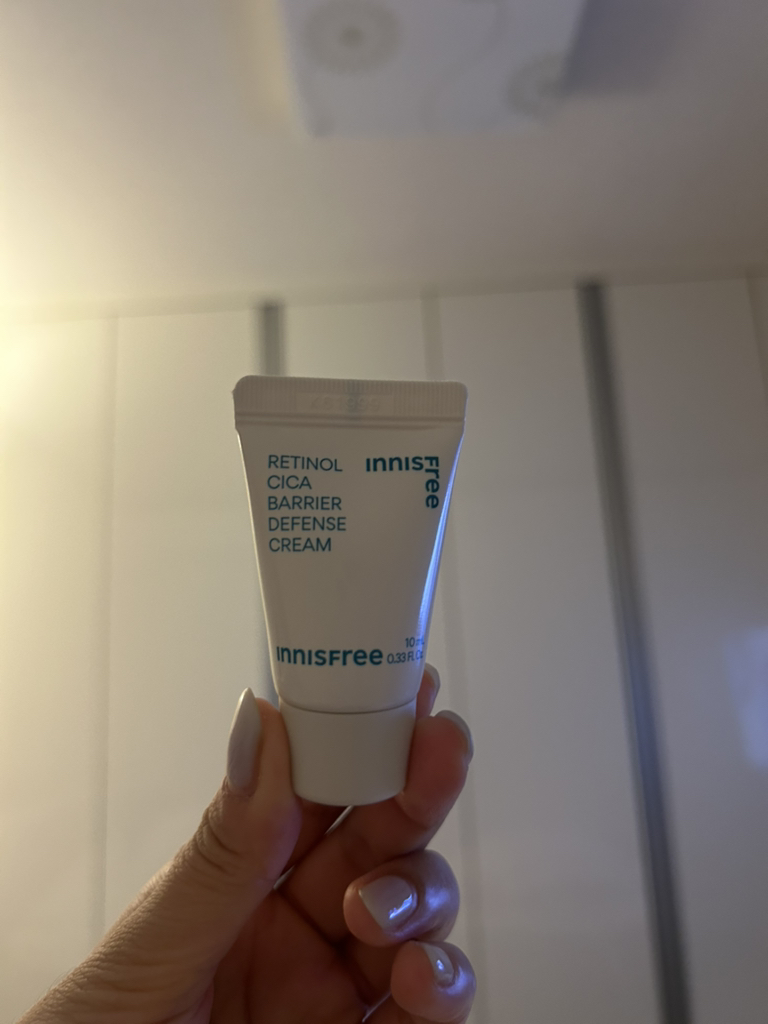 RETINOL
CICA
BARRIER
DEFENSE
CREAM
INNISFree
INNISFree
10 mL
0.33 FL.Oz